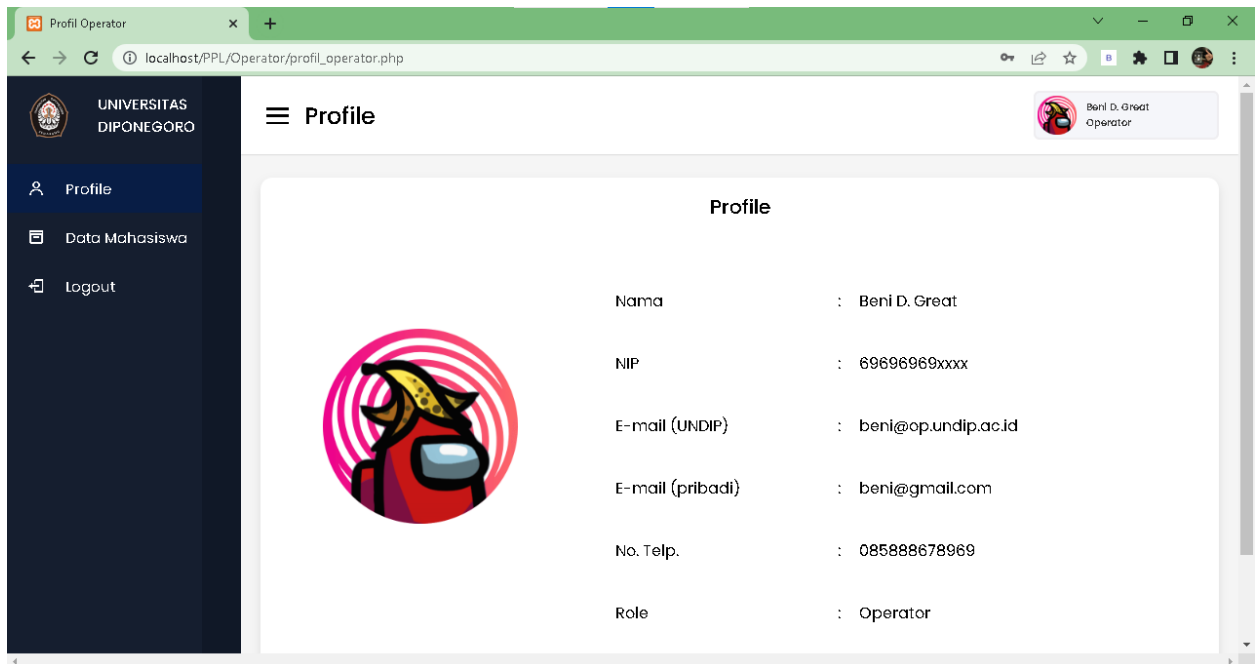 Profil Operator
localhost/PPL/Operator/profil_operator.php
B
UNIVERSITAS
DIPONEGORO
Profile
Beni D. Great
Operator
Profile
Data Mahasiswa
Logout
Profile
Nama : Beni D. Great
NIP : 69696969xxxx
E-mail (UNDIP) : beni@op.undip.ac.id
E-mail (pribadi) : beni@gmail.com
No. Telp. : 085888678969
Role : Operator